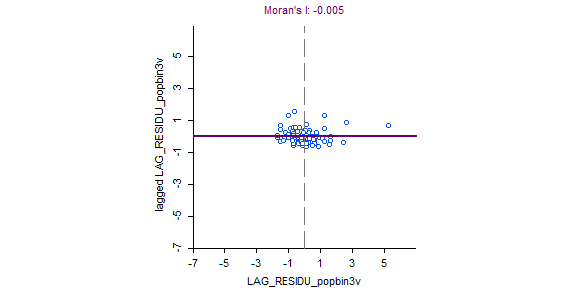 Moran's I: -0.005
lagged LAG_RESIDU_popbin3v
5
3
1
-1
-3
-5
-7
-7 -5 -3 -1 1 3 5
LAG_RESIDU_popbin3v